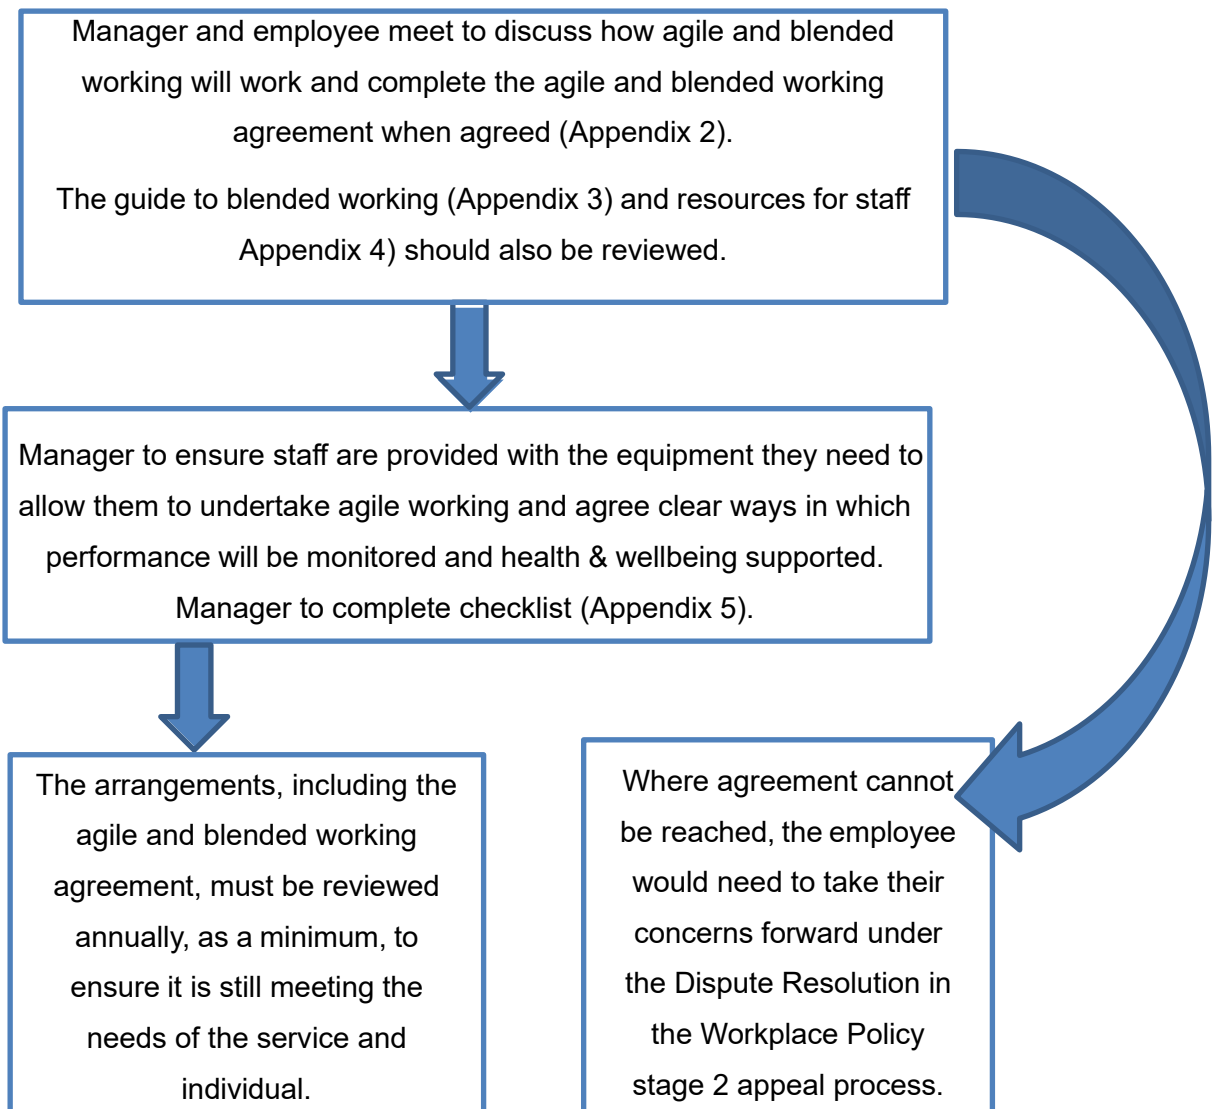 Manager and employee meet to discuss how agile and blended
working will work and complete the agile and blended working
agreement when agreed (Appendix 2).
The guide to blended working (Appendix 3) and resources for staff
Appendix 4) should also be reviewed.
Manager to ensure staff are provided with the equipment they need to
allow them to undertake agile working and agree clear ways in which
performance will be monitored and health & wellbeing supported.
Manager to complete checklist (Appendix 5).
The arrangements, including the
agile and blended working
agreement, must be reviewed
annually, as a minimum, to
ensure it is still meeting the
needs of the service and
individual.
Where agreement cannot
be reached, the employee
would need to take their
concerns forward under
the Dispute Resolution in
the Workplace Policy
stage 2 appeal process.